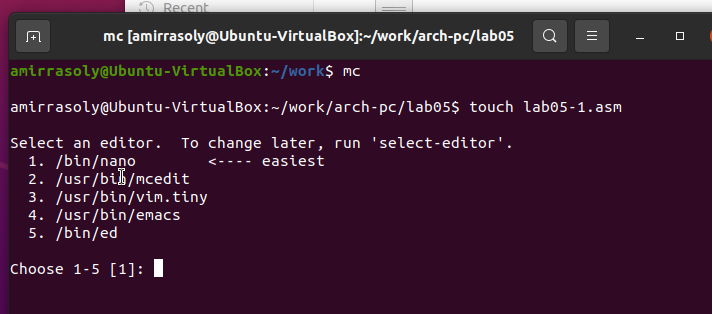 Recent
mc [amirrasoly@Ubuntu-VirtualBox]:~/work/arch-pc/lab05
amirrasoly@Ubuntu-VirtualBox:~/work$ mc
amirrasoly@Ubuntu-VirtualBox:~/work/arch-pc/lab05$ touch lab05-1.asm
Select an editor.  To change later, run 'select-editor'.
  1. /bin/nano        <---- easiest
  2. /usr/bin/mcedit
  3. /usr/bin/vim.tiny
  4. /usr/bin/emacs
  5. /bin/ed
Choose 1-5 [1]: